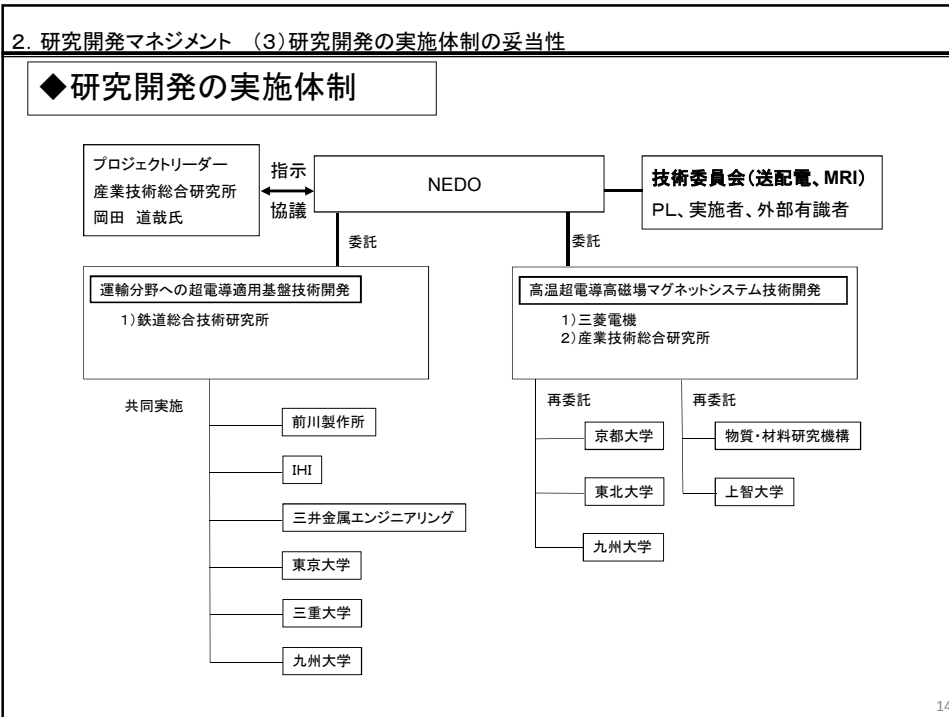 2．研究開発マネジメント　（3）研究開発の実施体制の妥当性
◆研究開発の実施体制
プロジェクトリーダー
産業技術総合研究所
岡田　道哉氏
指示
協議
NEDO
技術委員会（送配電、MRI）
PL、実施者、外部有識者
委託
委託
運輸分野への超電導適用基盤技術開発
1）鉄道総合技術研究所
高温超電導高磁場マグネットシステム技術開発
1）三菱電機
2）産業技術総合研究所
共同実施
前川製作所
IHI
三井金属エンジニアリング
東京大学
三重大学
九州大学
再委託
京都大学
東北大学
九州大学
再委託
物質・材料研究機構
上智大学
14